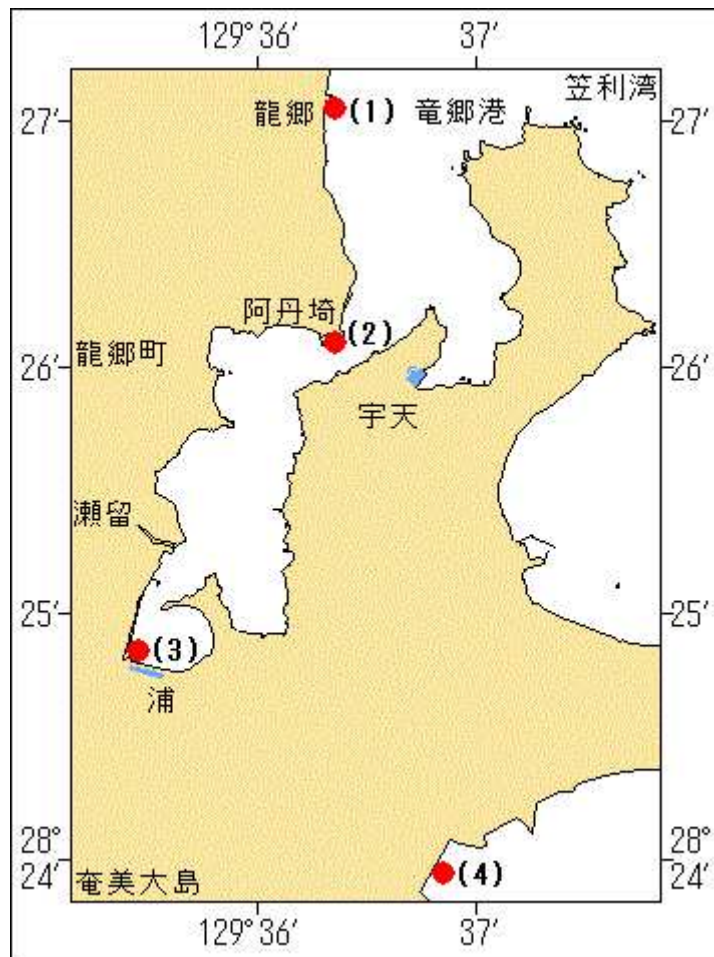 129°36′ 37′
笠利湾
27′ 龍郷 (1) 竜郷港 27′
阿丹埼 (2)
龍郷町
26′ 26′
宇天
瀬留
25′ 25′
(3)
浦
28° 28°
24′ (4) 24′
奄美大島
129°36′ 37′